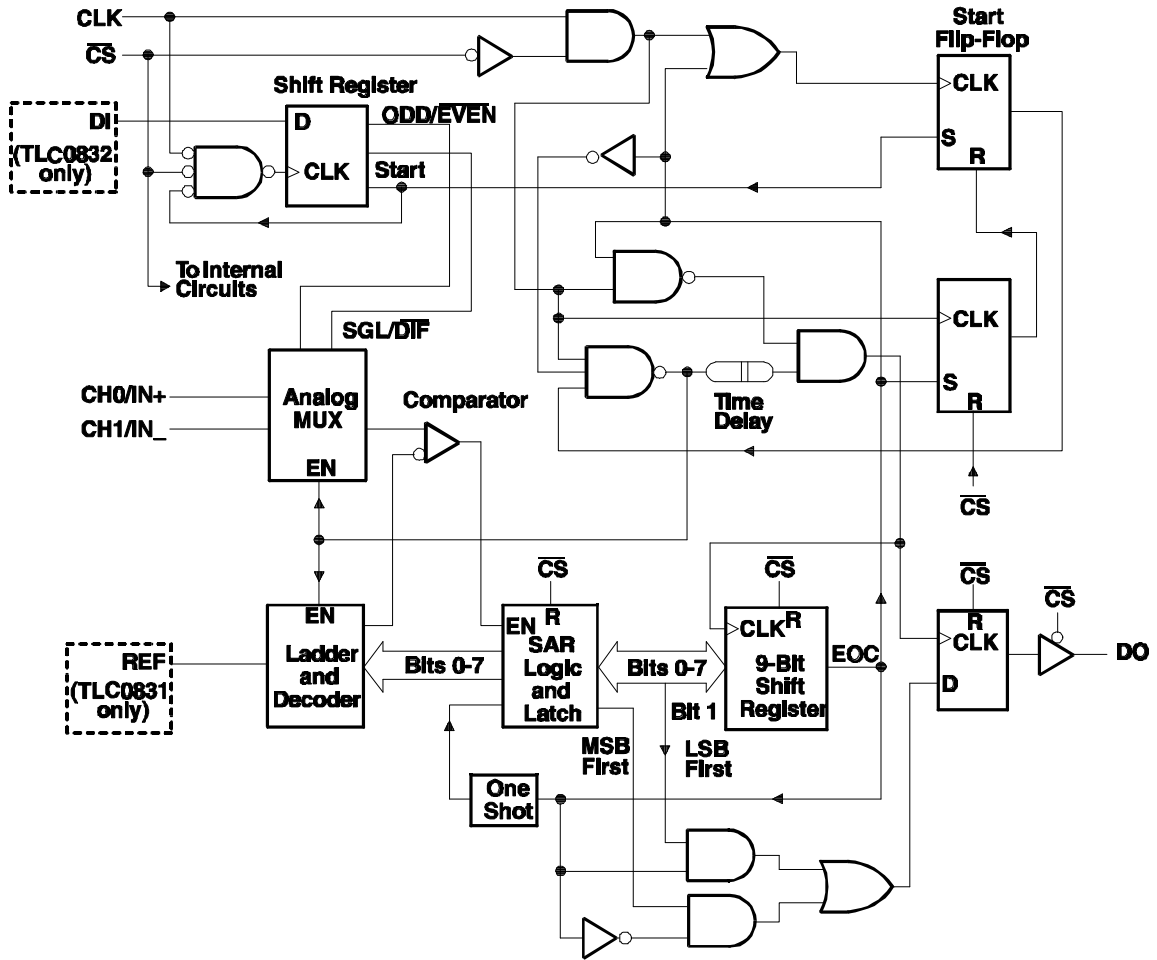 CLK
CS
Start
Flip-Flop
Shift Register
DI
(TLC0832
only)
D
CLK
ODD/EVEN
Start
CLK
S
R
To Internal
Circuits
SGL/DIF
CLK
S
R
CS
CH0/IN+
CH1/IN_
Analog
MUX
EN
Comparator
Time
Delay
CS
CS
CS
CS
REF
(TLC0831
only)
EN
Ladder
and
Decoder
Bits 0-7
EN
R
SAR
Logic
and
Latch
Bits 0-7
Bit 1
CLK
R
9-Bit
Shift
Register
EOC
R
CLK
D
DO
MSB
First
LSB
First
One
Shot